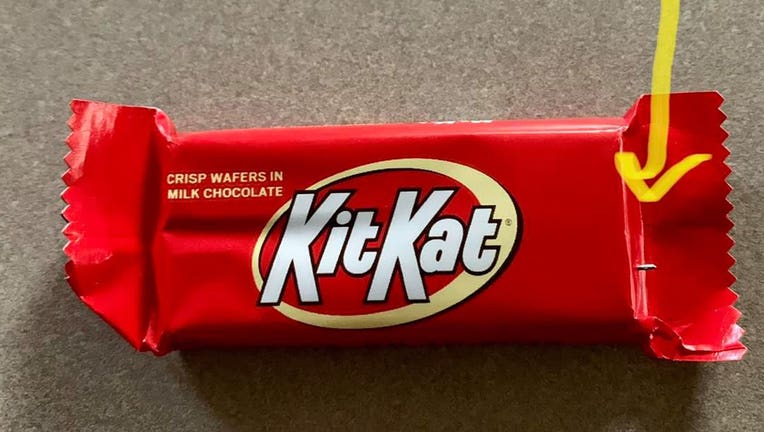 CRISP WAFERS IN
MILK CHOCOLATE
KitKat®